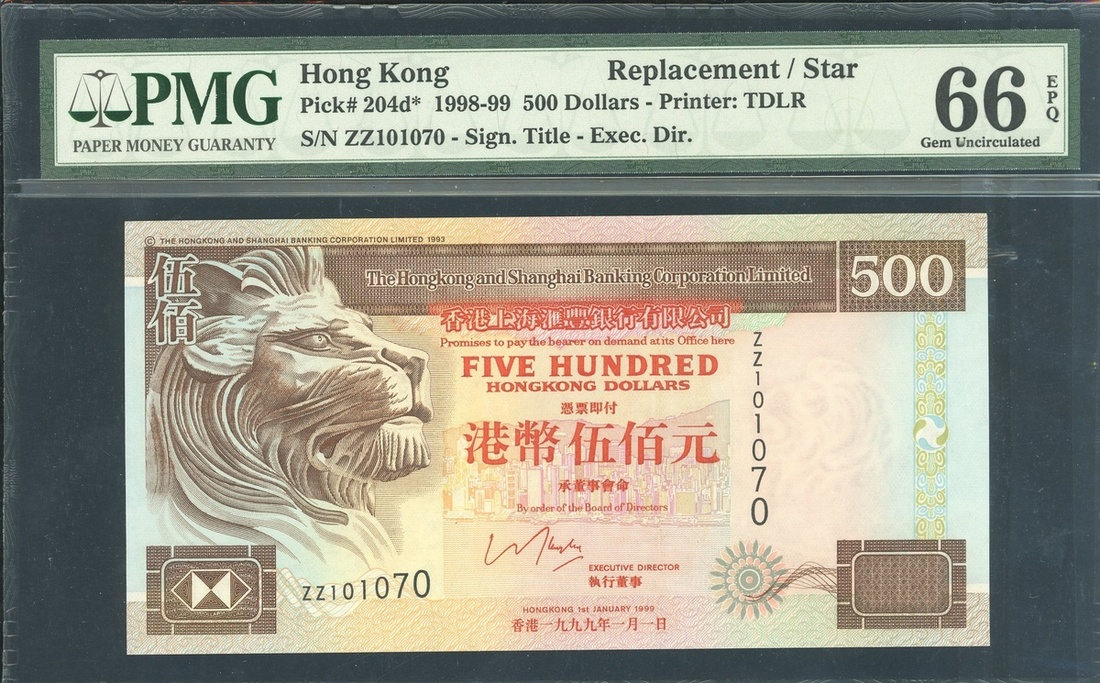 PMG
PAPER MONEY GUARANTY
Hong Kong Replacement / Star
Pick# 204d* 1998-99 500 Dollars - Printer: TDLR
S/N ZZ101070 - Sign. Title - Exec. Dir.
66 EPQ
Gem Uncirculated
© THE HONGKONG AND SHANGHAI BANKING CORPORATION LIMITED 1993
伍佰
The Hongkong and Shanghai Banking Corporation Limited
500
香港上海滙豐銀行有限公司
Promises to pay the bearer on demand at its Office here
FIVE HUNDRED
HONGKONG DOLLARS
憑票即付
港幣伍佰元
承董事會命
By order of the Board of Directors
ZZ101070
EXECUTIVE DIRECTOR
執行董事
ZZ101070
HONGKONG 1st JANUARY 1999
香港一九九九年一月一日